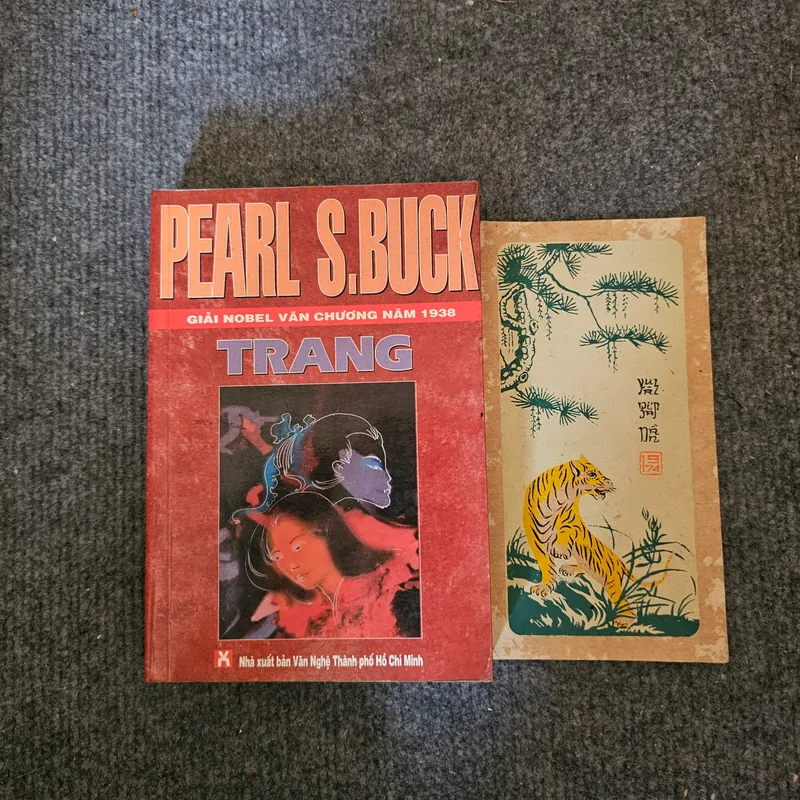 PEARL S.BUCK
GIẢI NOBEL VĂN CHƯƠNG NĂM 1938
TRANG
Nhà xuất bản Văn Nghệ Thành phố Hồ Chí Minh
1974